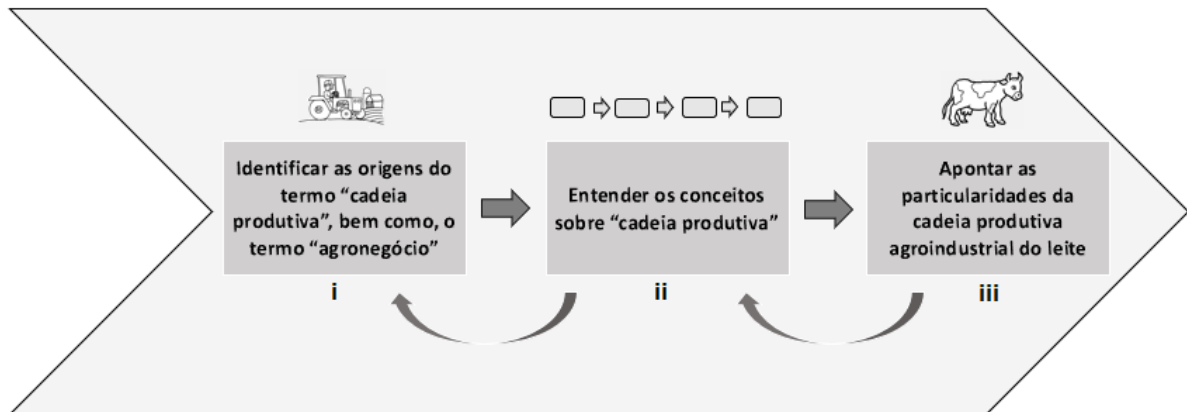 Identificar as origens do
termo “cadeia
produtiva”, bem como, o
termo “agronegócio”
i
Entender os conceitos
sobre “cadeia produtiva”
ii
Apontar as
particularidades da
cadeia produtiva
agroindustrial do leite
iii